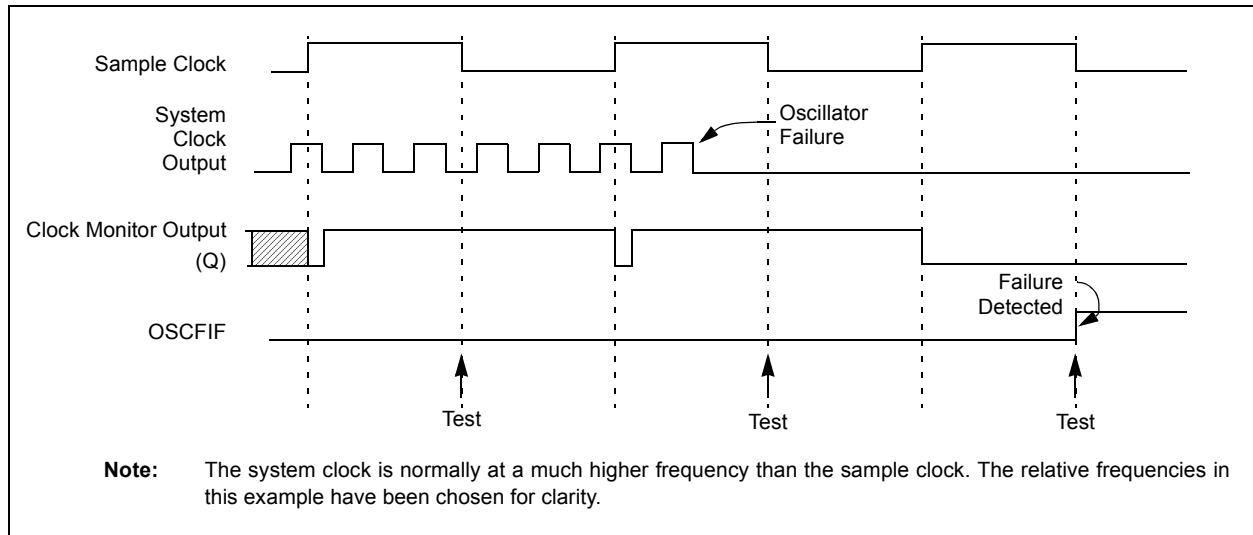 Sample Clock
System
Clock
Output
Oscillator
Failure
Clock Monitor Output
(Q)
Failure
Detected
OSCFIF
Test
Test
Test
Note: The system clock is normally at a much higher frequency than the sample clock. The relative frequencies in
this example have been chosen for clarity.